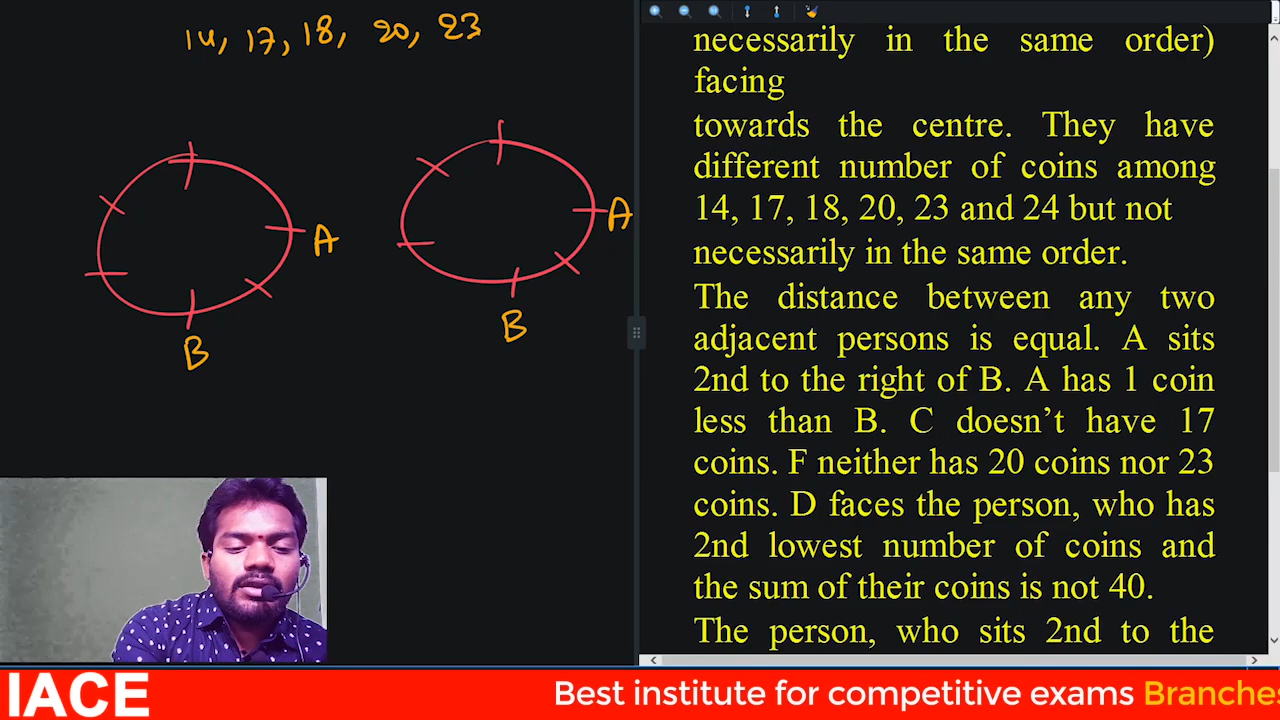 14, 17, 18, 20, 23
A
B
A
B
necessarily in the same order)
facing
towards the centre. They have
different number of coins among
14, 17, 18, 20, 23 and 24 but not
necessarily in the same order.
The distance between any two
adjacent persons is equal. A sits
2nd to the right of B. A has 1 coin
less than B. C doesn’t have 17
coins. F neither has 20 coins nor 23
coins. D faces the person, who has
2nd lowest number of coins and
the sum of their coins is not 40.
The person, who sits 2nd to the
IACE
Best institute for competitive exams Branche